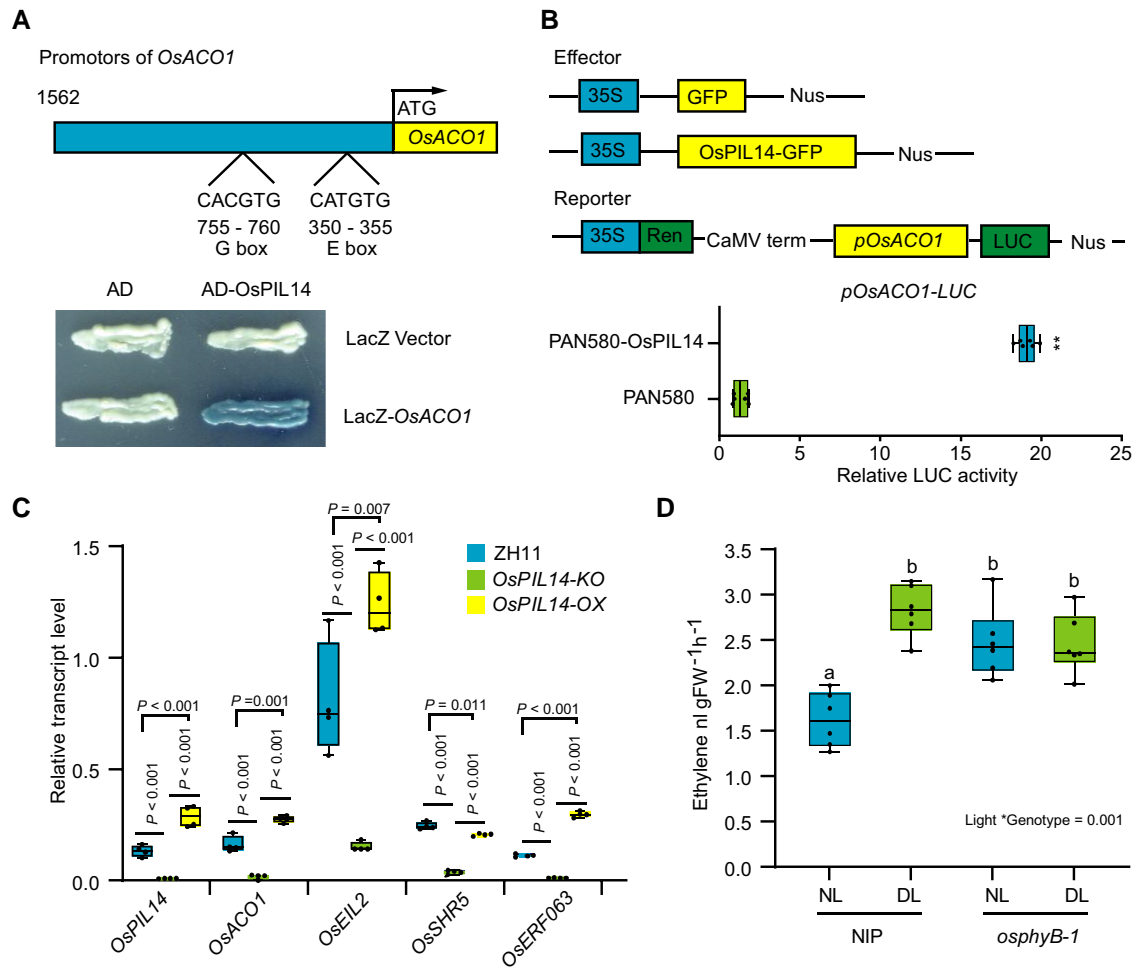 A
Promotors of OsACO1
1562
ATG
OsACO1
CACGTG
CATGTG
755 - 760
350 - 355
G box
E box
AD
AD-OsPIL14
LacZ Vector
LacZ-OsACO1
B
Effector
35S
GFP
Nus
35S
OsPIL14-GFP
Nus
Reporter
35S
Ren
CaMV term
pOsACO1
LUC
Nus
pOsACO1-LUC
PAN580-OsPIL14
**
PAN580
0
5
10
15
20
25
Relative LUC activity
C
Relative transcript level
1.5
1.0
0.5
0.0
ZH11
OsPIL14-KO
OsPIL14-OX
P < 0.001
P < 0.001
P < 0.001
P =0.001
P < 0.001
P < 0.001
P = 0.007
P < 0.001
P < 0.001
P = 0.011
P < 0.001
P < 0.001
P < 0.001
P < 0.001
P < 0.001
OsPIL14
OsACO1
OsEIL2
OsSHR5
OsERF063
D
Ethylene nl gFW-1h-1
3.5
3.0
2.5
2.0
1.5
1.0
0.5
0.0
a
b
b
b
Light *Genotype = 0.001
NL
DL
NL
DL
NIP
osphyB-1